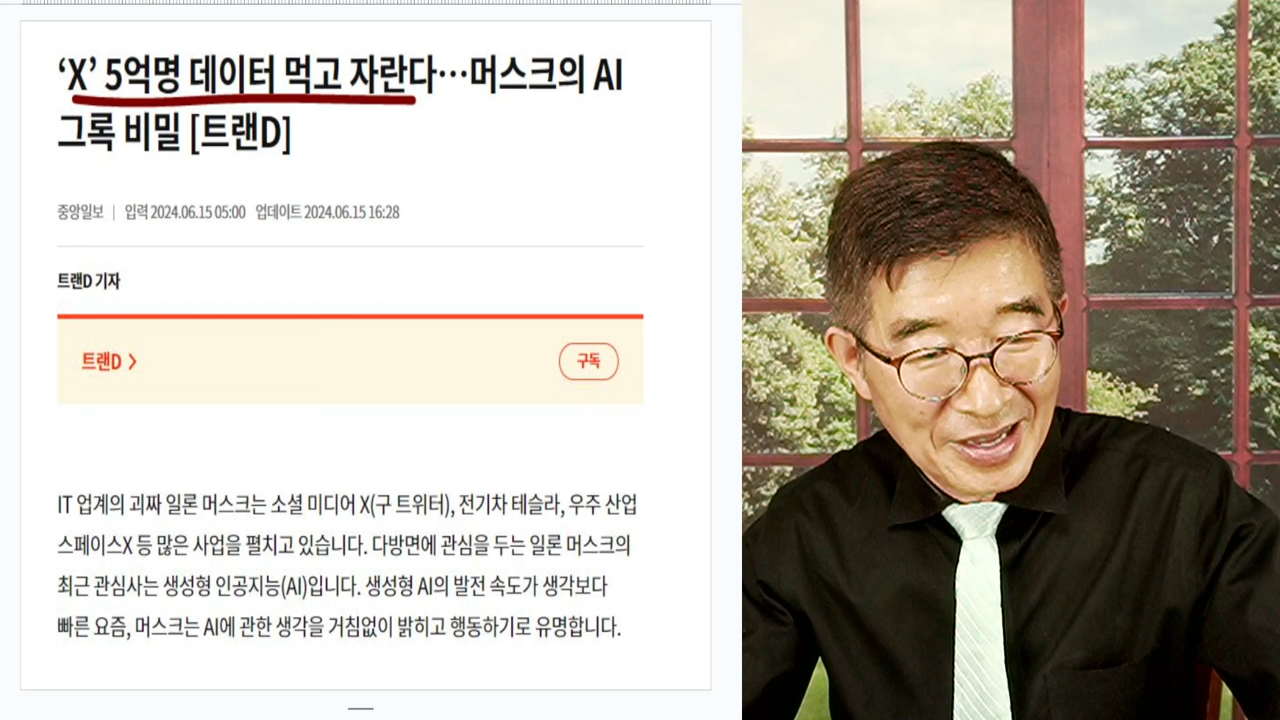 ‘X’ 5억명 데이터 먹고 자란다…머스크의 AI
그록 비밀 [트랜D]
중앙일보 | 입력 2024.06.15 05:00 업데이트 2024.06.15 16:28
트랜D 기자
트랜D >
구독
IT 업계의 괴짜 일론 머스크는 소셜 미디어 X(구 트위터), 전기차 테슬라, 우주 산업
스페이스X 등 많은 사업을 펼치고 있습니다. 다방면에 관심을 두는 일론 머스크의
최근 관심사는 생성형 인공지능(AI)입니다. 생성형 AI의 발전 속도가 생각보다
빠른 요즘, 머스크는 AI에 관한 생각을 거침없이 밝히고 행동하기로 유명합니다.